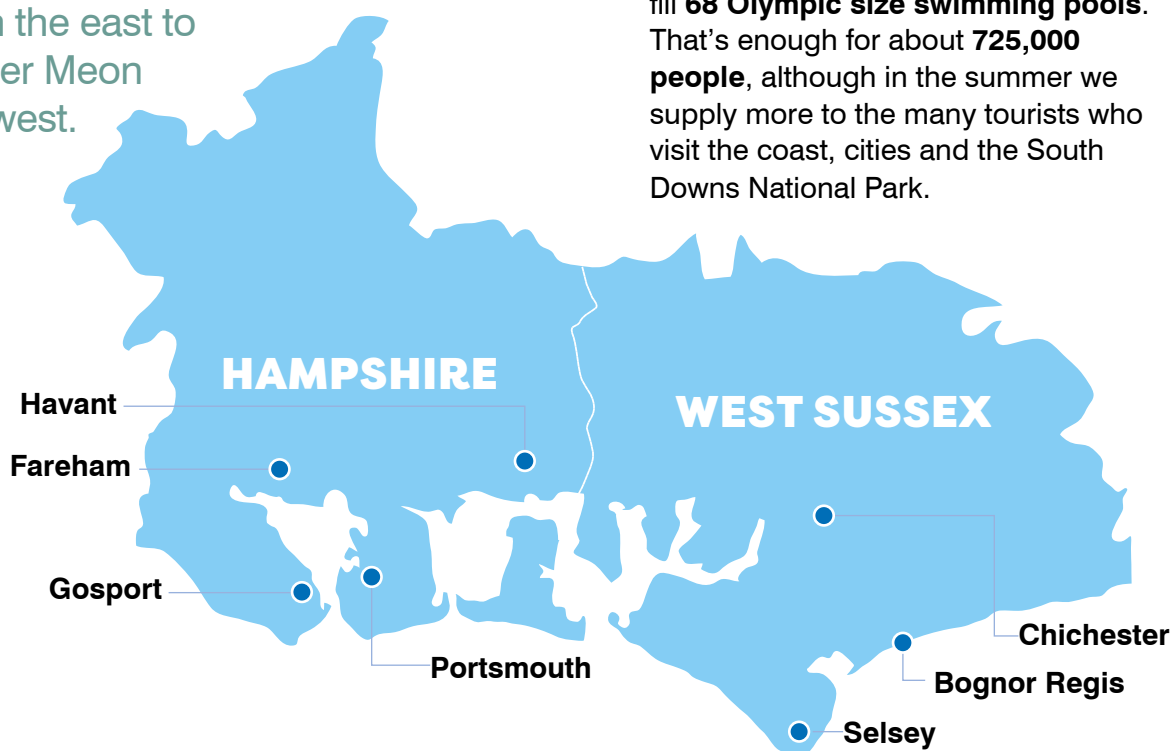 the east to
er Meon
west.
fill 68 Olympic size swimming pools.
That’s enough for about 725,000
people, although in the summer we
supply more to the many tourists who
visit the coast, cities and the South
Downs National Park.
HAMPSHIRE
WEST SUSSEX
Havant
Fareham
Gosport
Portsmouth
Chichester
Bognor Regis
Selsey